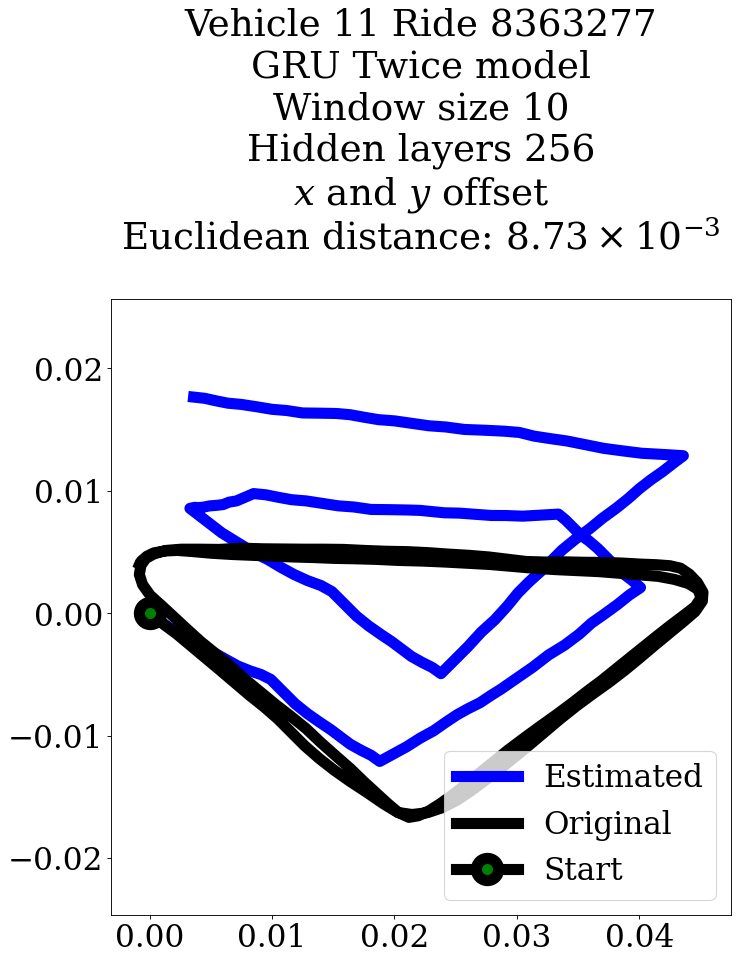 Vehicle 11 Ride 8363277
GRU Twice model
Window size 10
Hidden layers 256
x and y offset
Euclidean distance: 8.73 × 10⁻³
0.02
0.01
0.00
−0.01
−0.02
Estimated
Original
Start
0.00 0.01 0.02 0.03 0.04